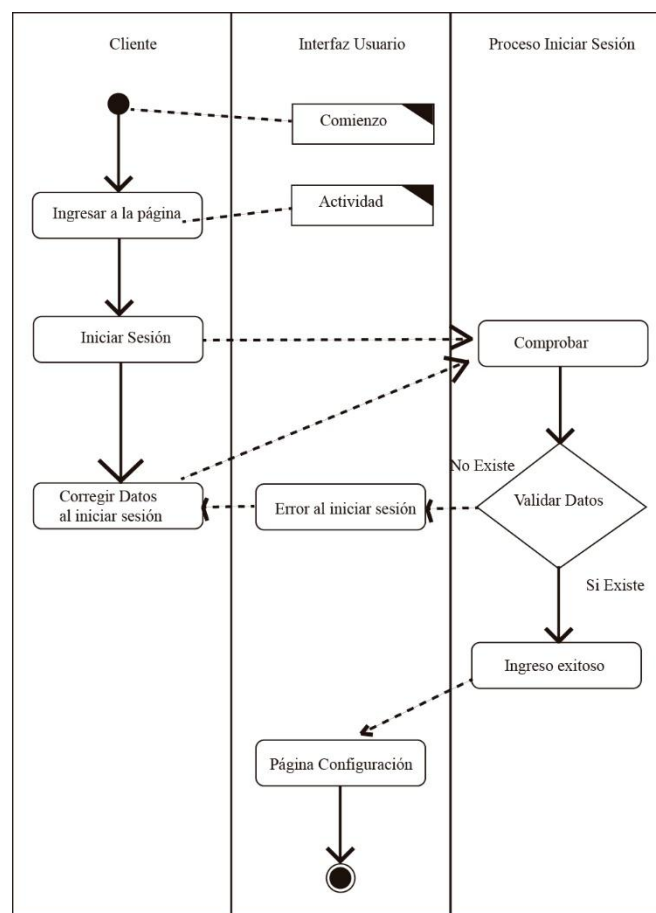 Cliente
Interfaz Usuario
Proceso Iniciar Sesión
Comienzo
Ingresar a la página
Actividad
Iniciar Sesión
Comprobar
No Existe
Corregir Datos
al iniciar sesión
Error al iniciar sesión
Validar Datos
Si Existe
Ingreso exitoso
Página Configuración